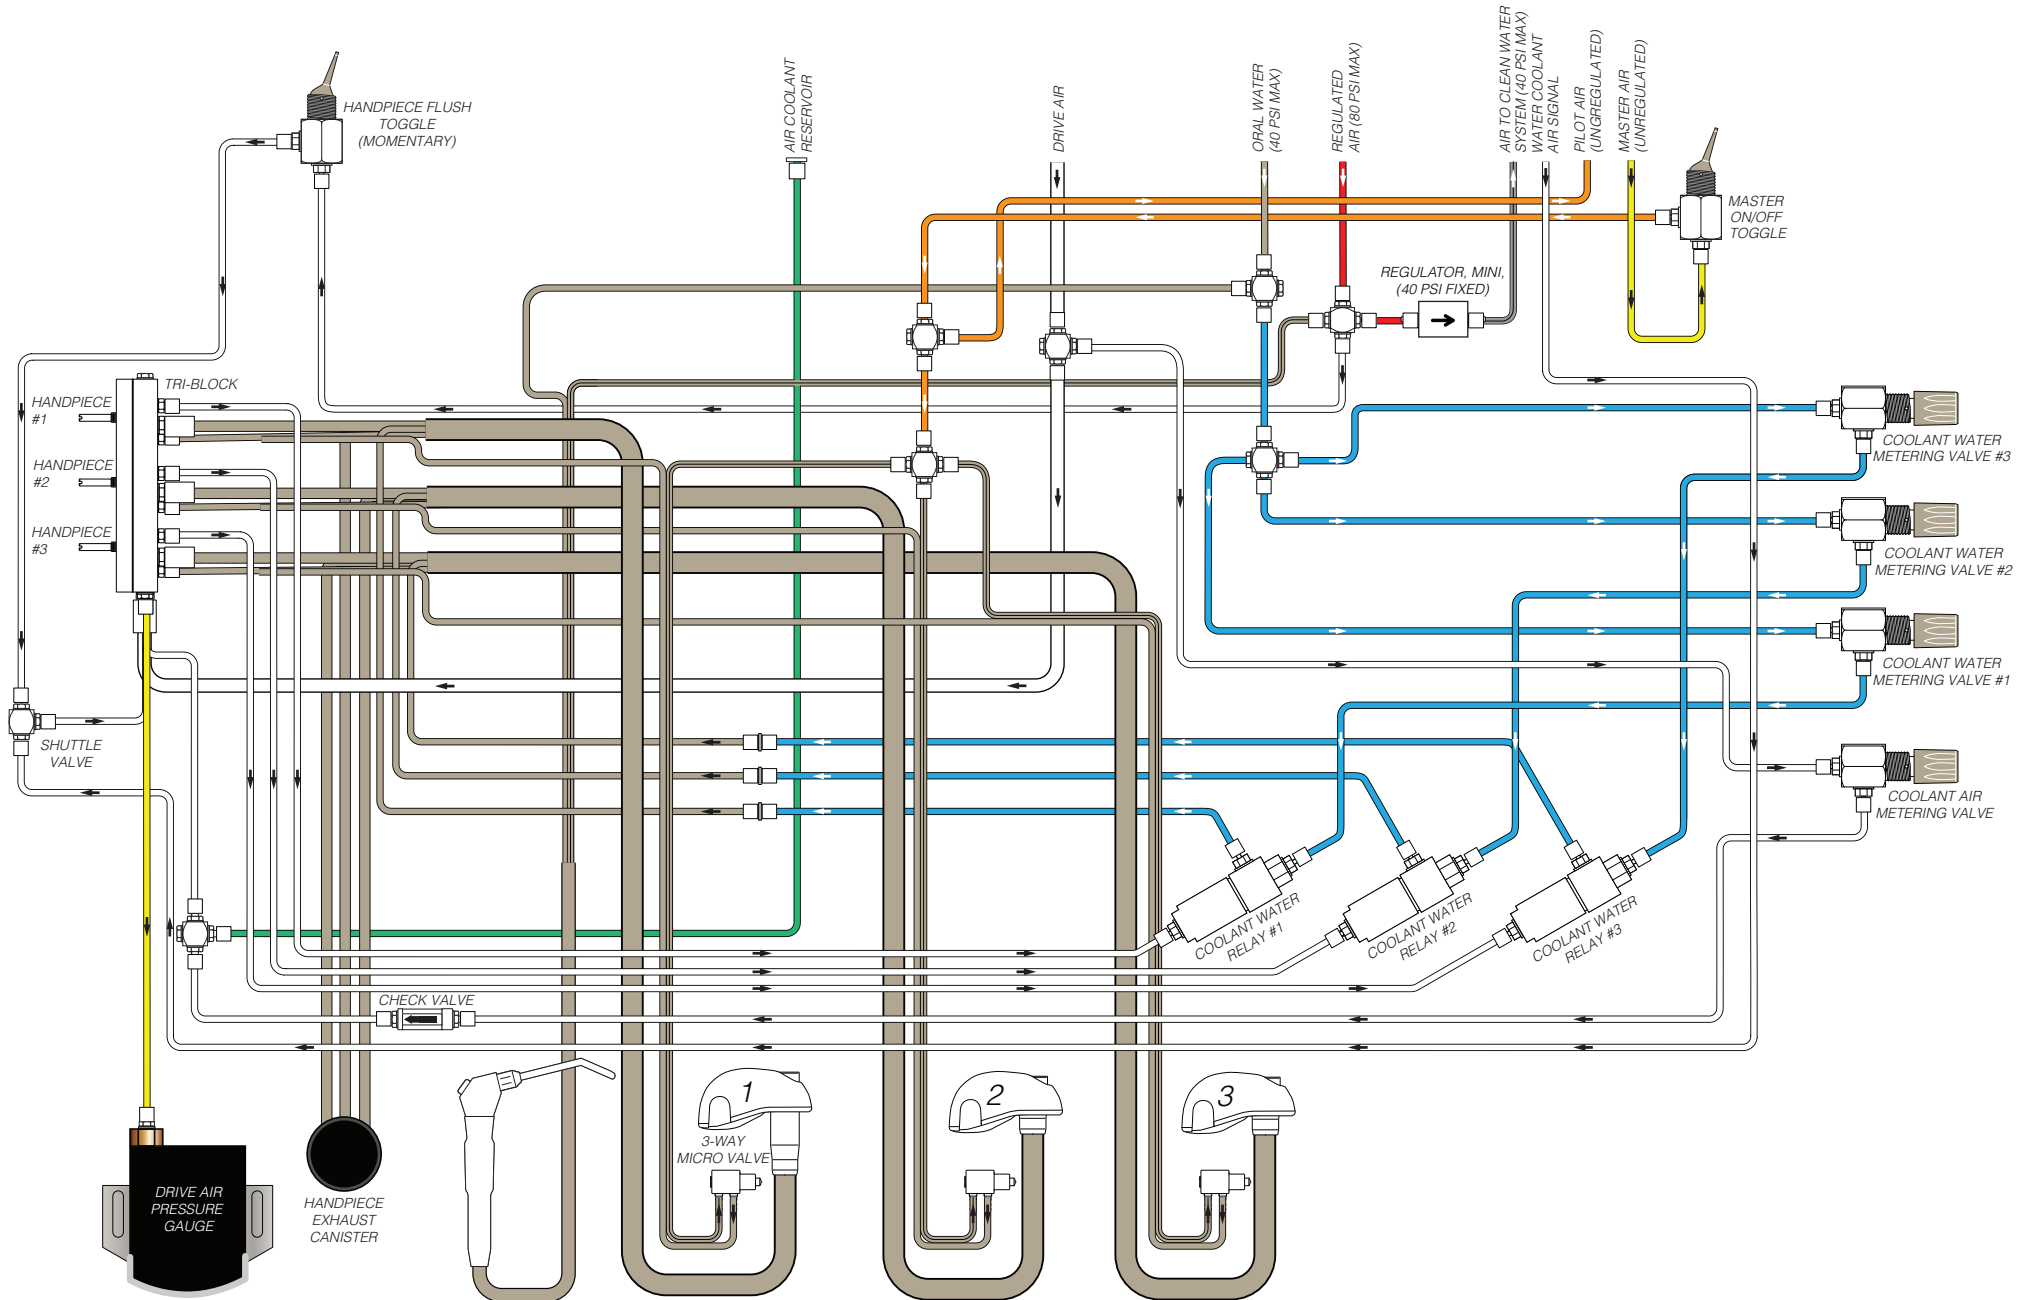 HANDPIECE FLUSH
TOGGLE
(MOMENTARY)
AIR COOLANT
RESERVOIR
DRIVE AIR
ORAL WATER
(40 PSI MAX)
REGULATED
AIR (80 PSI MAX)
AIR TO CLEAN WATER
SYSTEM (40 PSI MAX)
WATER COOLANT
AIR SIGNAL
PILOT AIR
(UNGREGULATED)
MASTER AIR
(UNREGULATED)
MASTER
ON/OFF
TOGGLE
REGULATOR, MINI,
(40 PSI FIXED)
TRI-BLOCK
HANDPIECE
#1
HANDPIECE
#2
HANDPIECE
#3
COOLANT WATER
METERING VALVE #3
COOLANT WATER
METERING VALVE #2
COOLANT WATER
METERING VALVE #1
COOLANT AIR
METERING VALVE
SHUTTLE
VALVE
COOLANT WATER
RELAY #1
COOLANT WATER
RELAY #2
COOLANT WATER
RELAY #3
CHECK VALVE
1
2
3
3-WAY
MICRO VALVE
DRIVE AIR
PRESSURE
GAUGE
HANDPIECE
EXHAUST
CANISTER